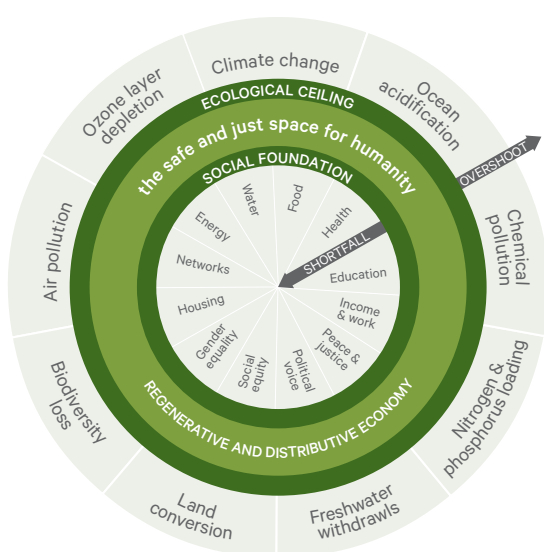 Climate change
Ocean
acidification
Chemical
pollution
Nitrogen &
phosphorus loading
Freshwater
withdrawls
Land
conversion
Biodiversity
loss
Air pollution
Ozone layer
depletion
ECOLOGICAL CEILING
the safe and just space for humanity
SOCIAL FOUNDATION
OVERSHOOT
SHORTFALL
Water
Food
Health
Education
Income
& work
Peace &
justice
Political
voice
Social
equity
Gender
equality
Housing
Networks
Energy
REGENERATIVE AND DISTRIBUTIVE ECONOMY